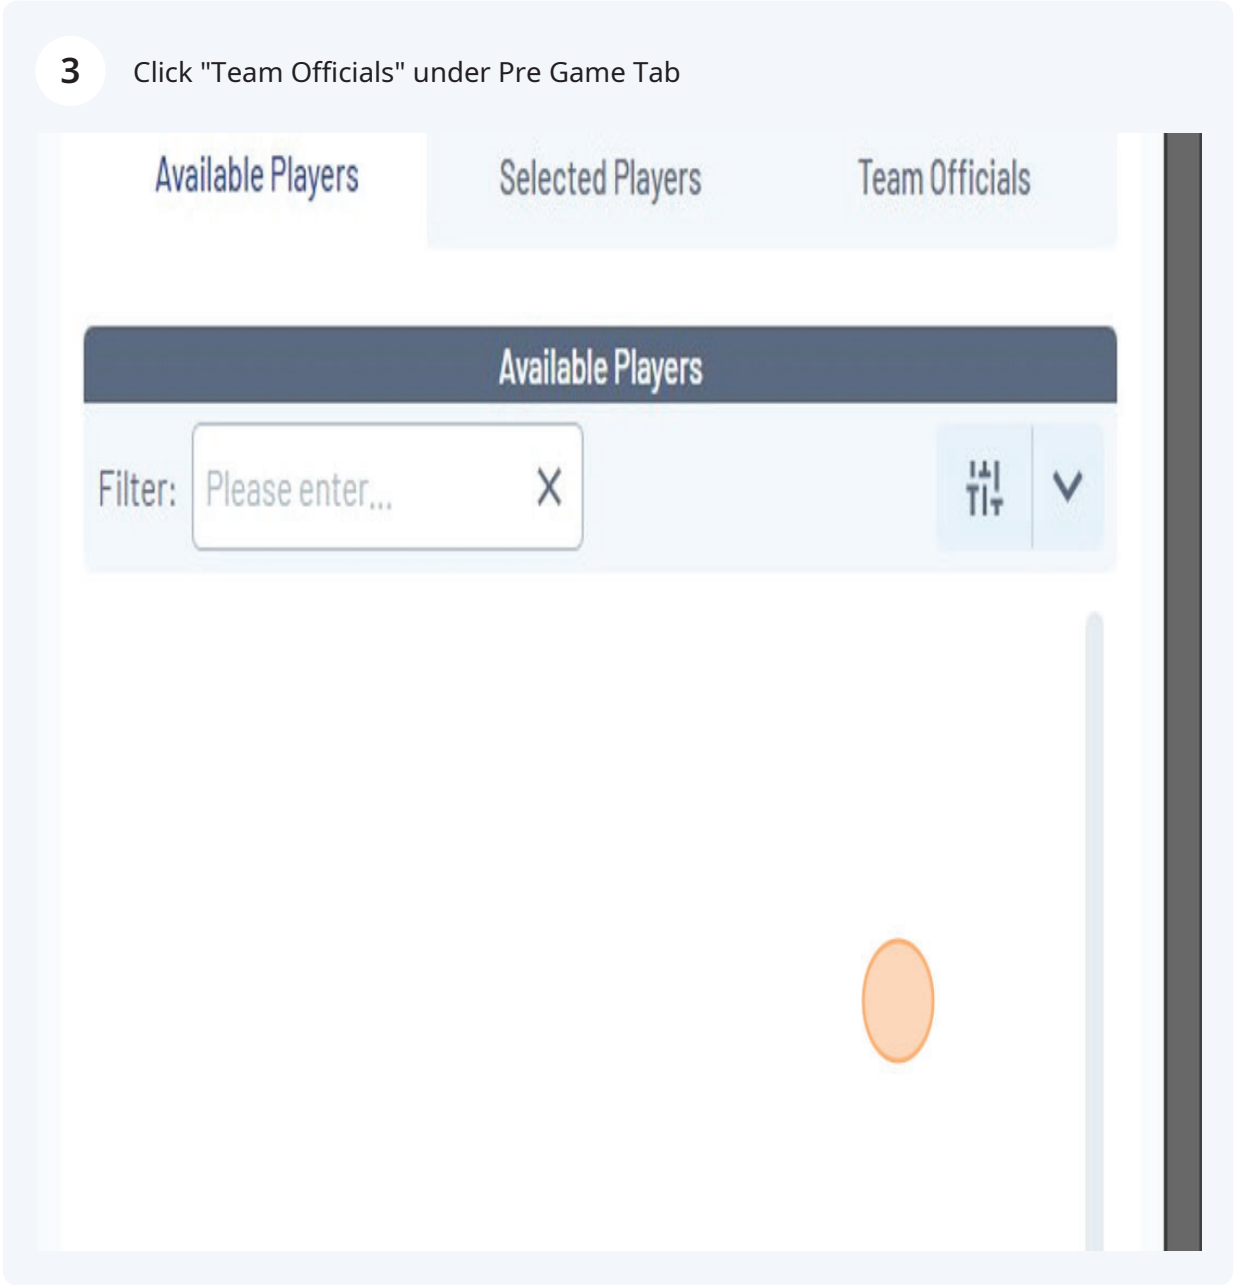 3 Click "Team Officials" under Pre Game Tab
Available Players Selected Players Team Officials
Available Players
Filter: Please enter...